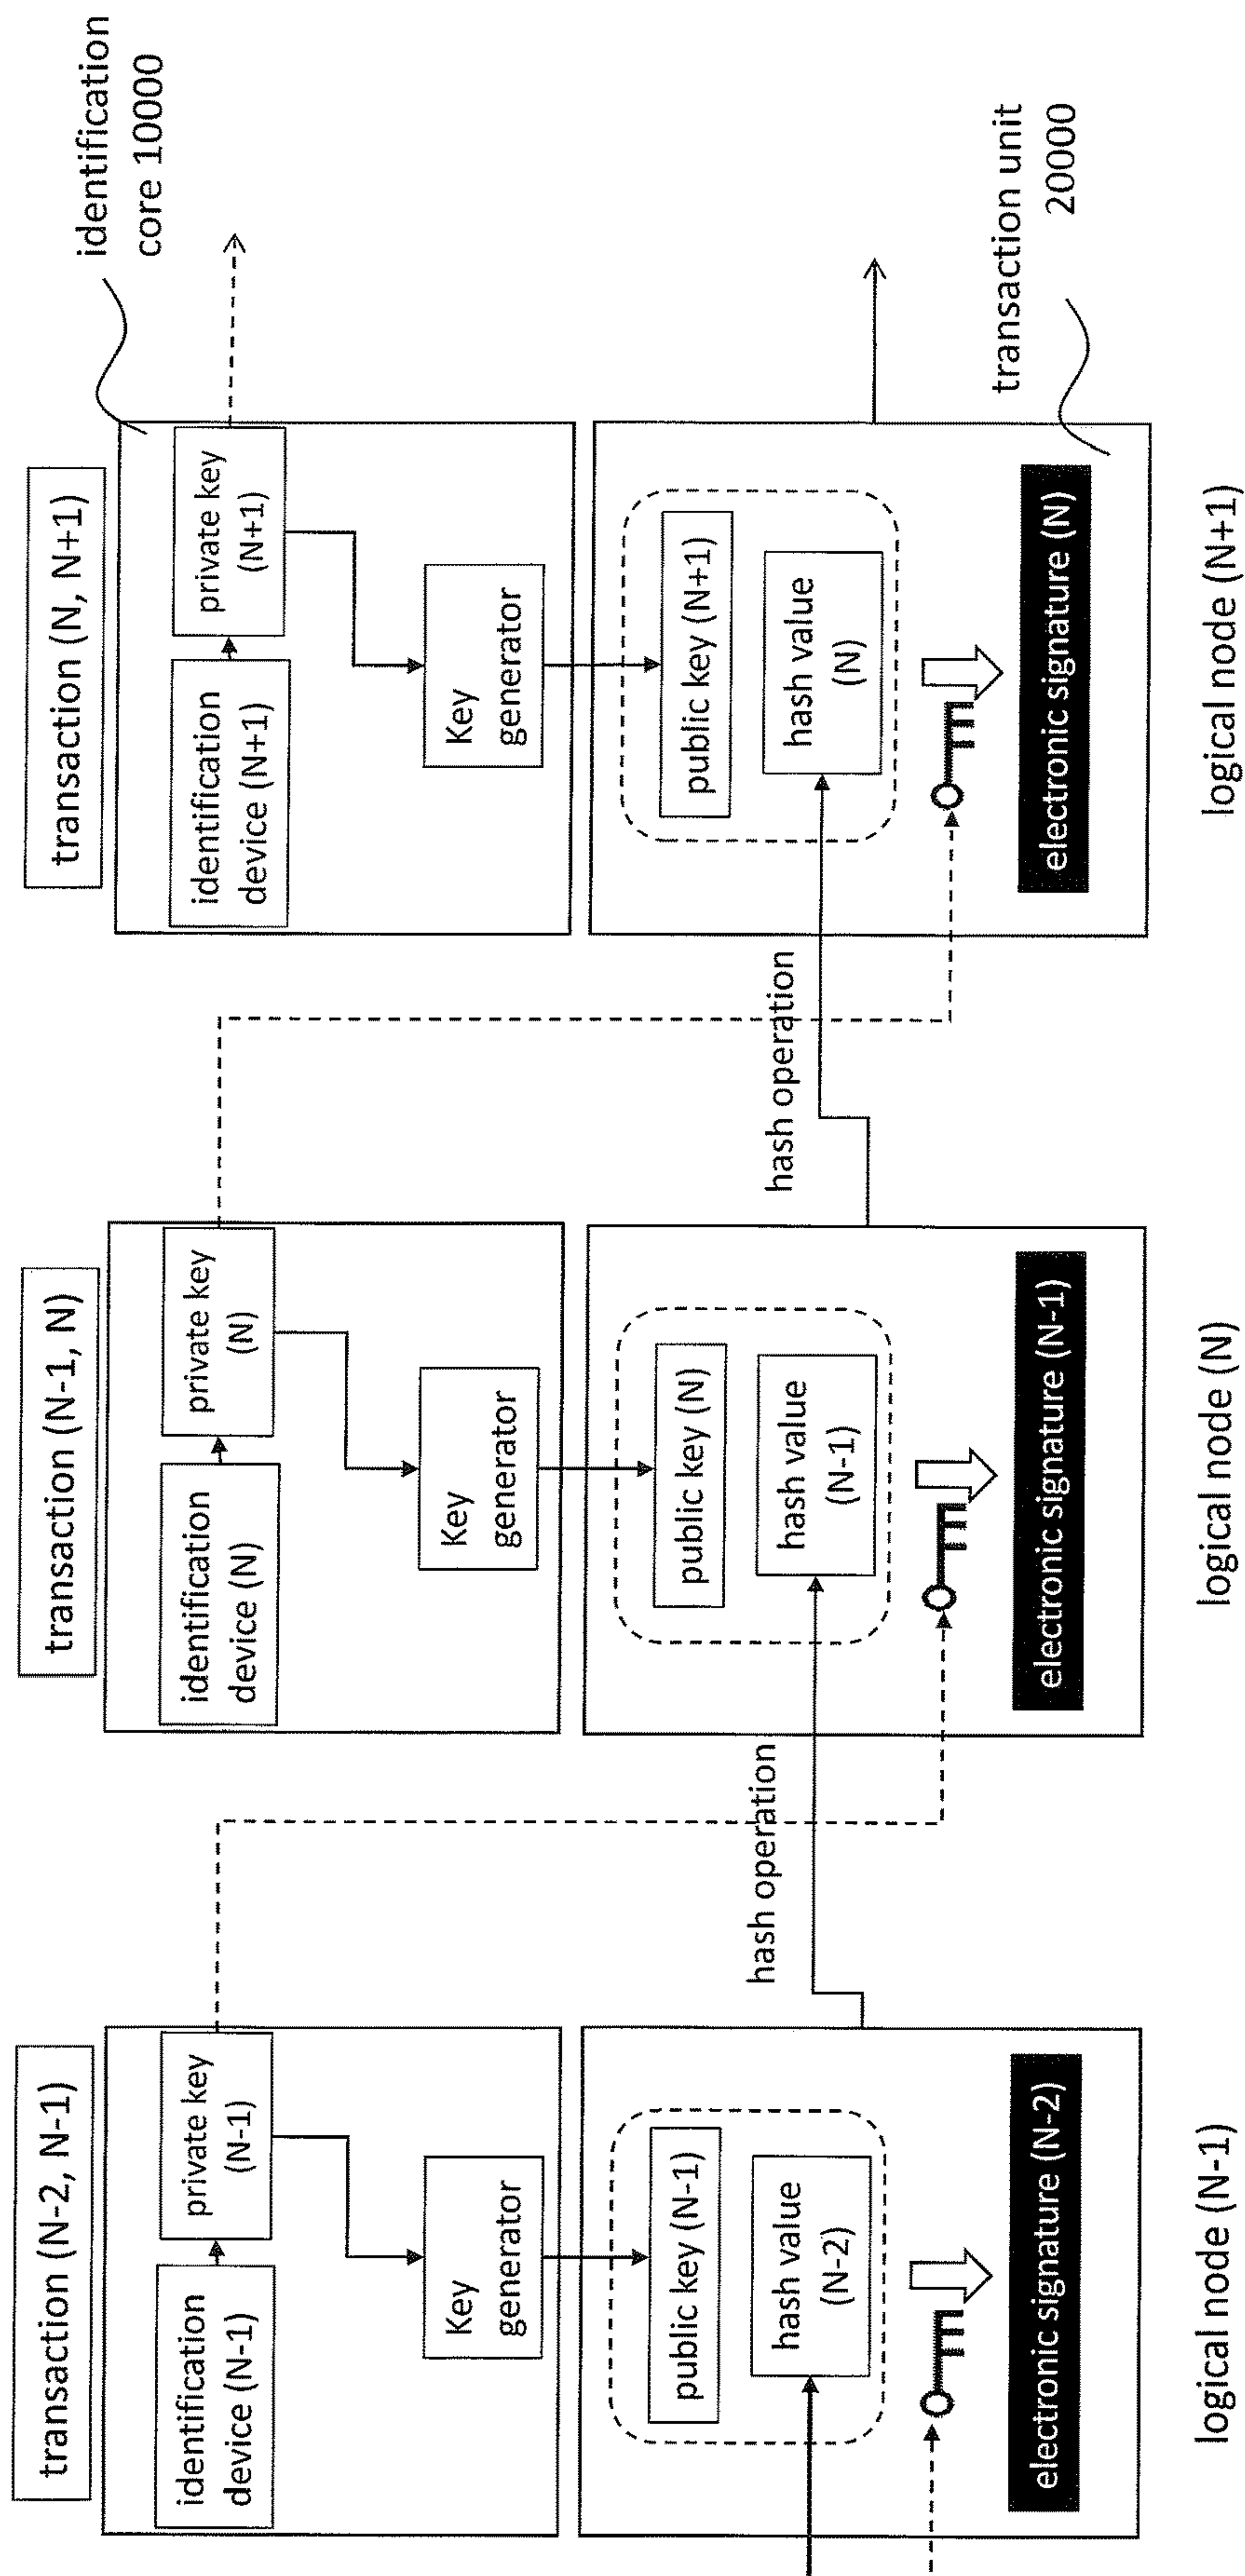 transaction (N-2, N-1)
identification
device (N-1)
private key
(N-1)
Key
generator
public key (N-1)
hash value
(N-2)
electronic signature (N-2)
logical node (N-1)
hash operation
transaction (N-1, N)
identification
device (N)
private key
(N)
Key
generator
public key (N)
hash value
(N-1)
electronic signature (N-1)
logical node (N)
hash operation
transaction (N, N+1)
identification
device (N+1)
private key
(N+1)
Key
generator
public key (N+1)
hash value
(N)
electronic signature (N)
logical node (N+1)
identification
core 10000
transaction unit
20000